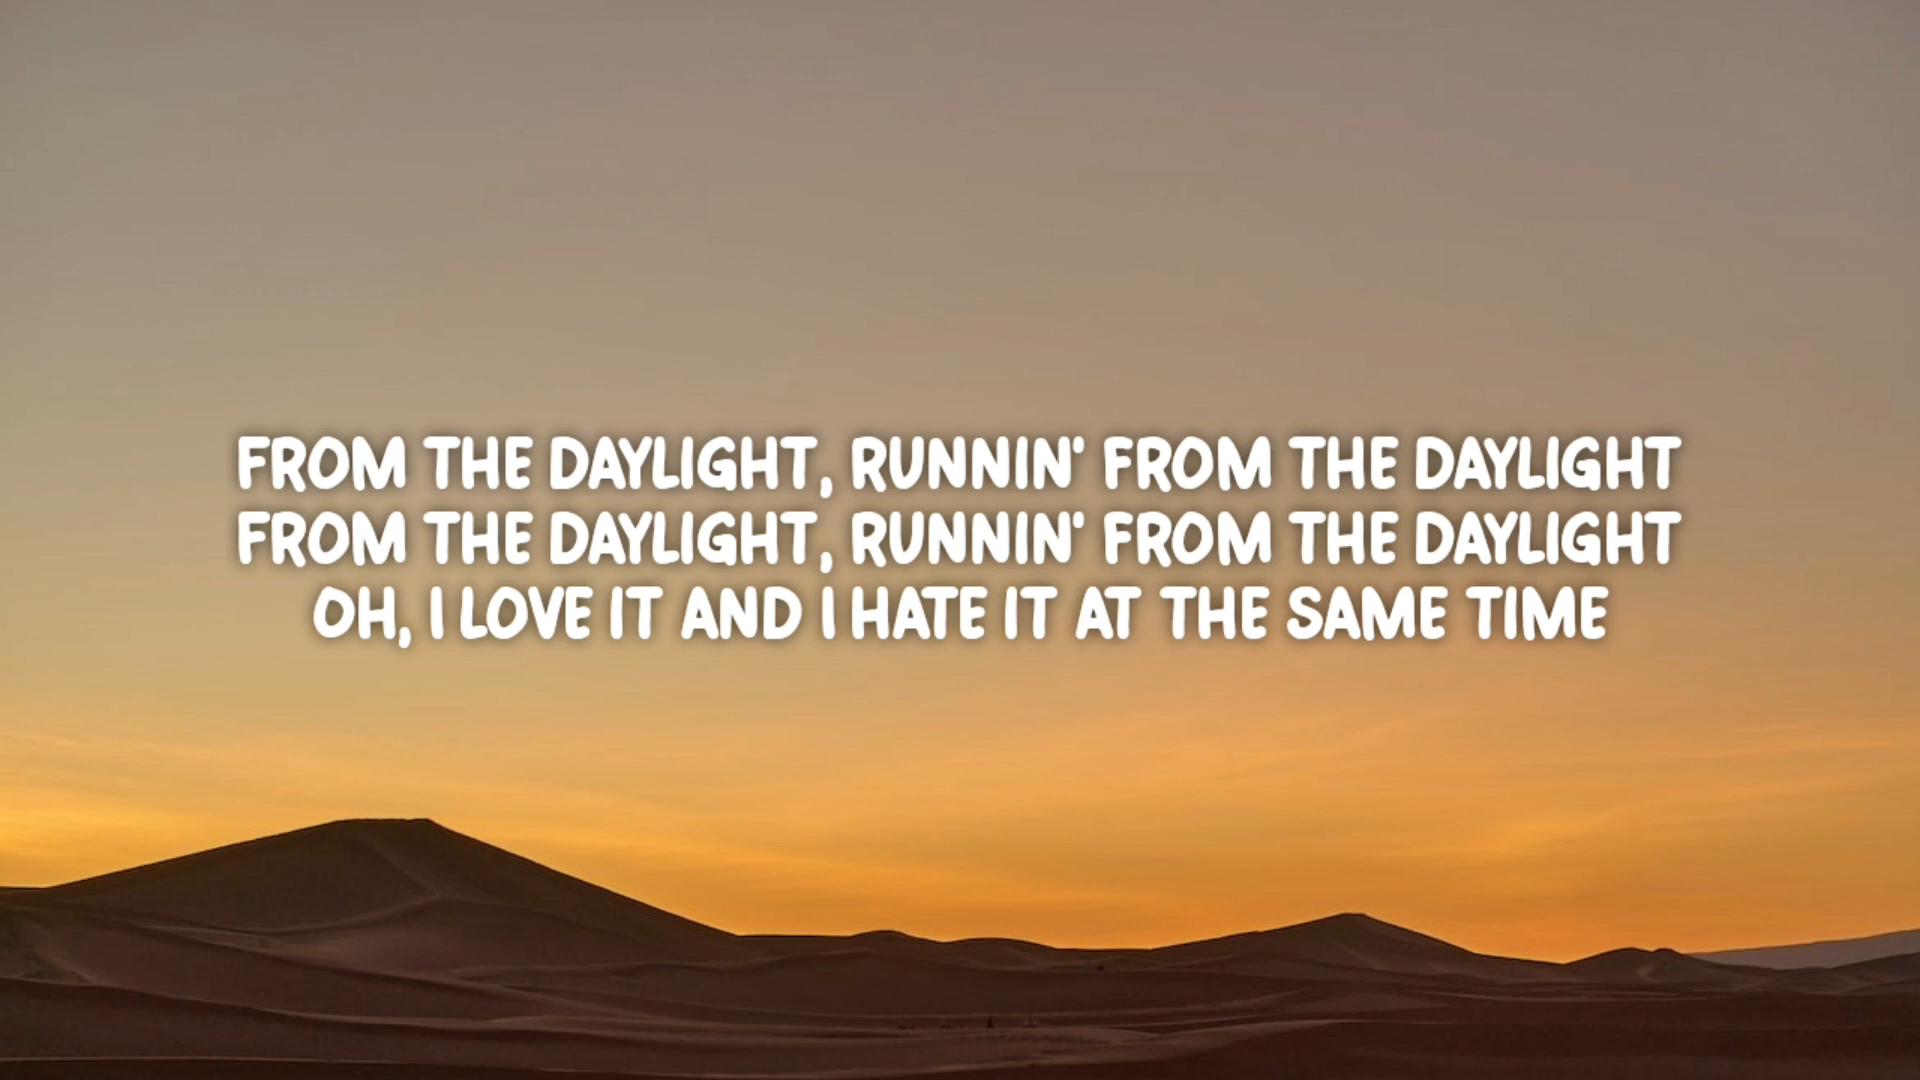 FROM THE DAYLIGHT, RUNNIN' FROM THE DAYLIGHT
FROM THE DAYLIGHT, RUNNIN' FROM THE DAYLIGHT
OH, I LOVE IT AND I HATE IT AT THE SAME TIME